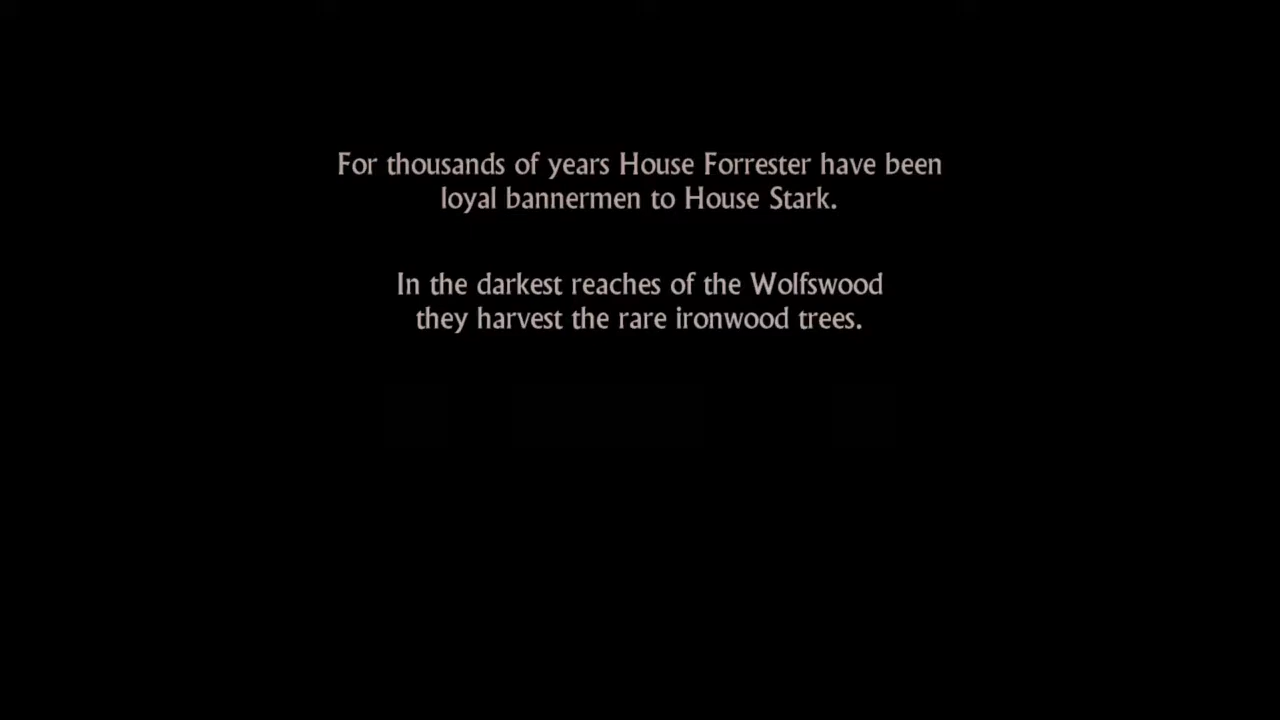 For thousands of years House Forrester have been
loyal bannermen to House Stark.
In the darkest reaches of the Wolfswood
they harvest the rare ironwood trees.